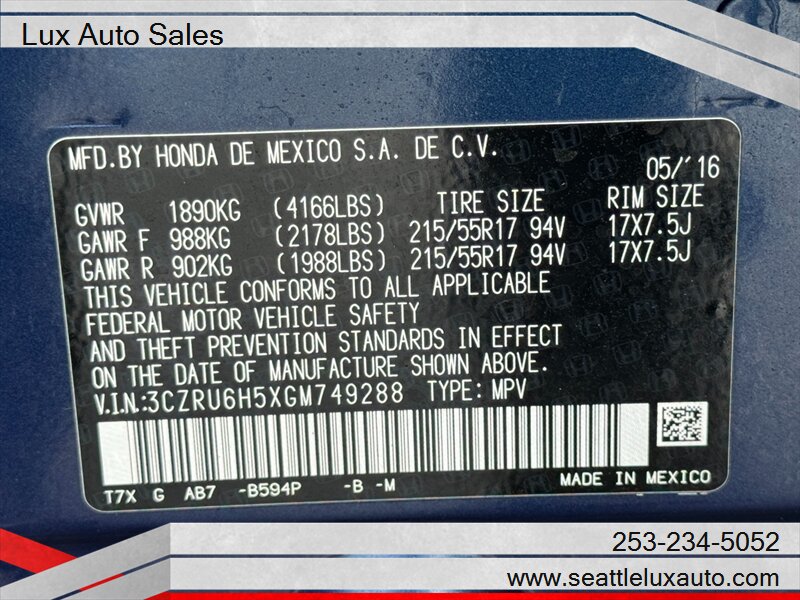 Lux Auto Sales
MFD.BY HONDA DE MEXICO S.A. DE C.V.
05/´16
GVWR 1890KG (4166LBS) TIRE SIZE RIM SIZE
GAWR F 988KG (2178LBS) 215/55R17 94V 17X7.5J
GAWR R 902KG (1988LBS) 215/55R17 94V 17X7.5J
THIS VEHICLE CONFORMS TO ALL APPLICABLE
FEDERAL MOTOR VEHICLE SAFETY
AND THEFT PREVENTION STANDARDS IN EFFECT
ON THE DATE OF MANUFACTURE SHOWN ABOVE.
V.I.N.:3CZRU6H5XGM749288 TYPE: MPV
T7X G AB7 -B594P -B -M MADE IN MEXICO
253-234-5052
www.seattleluxauto.com